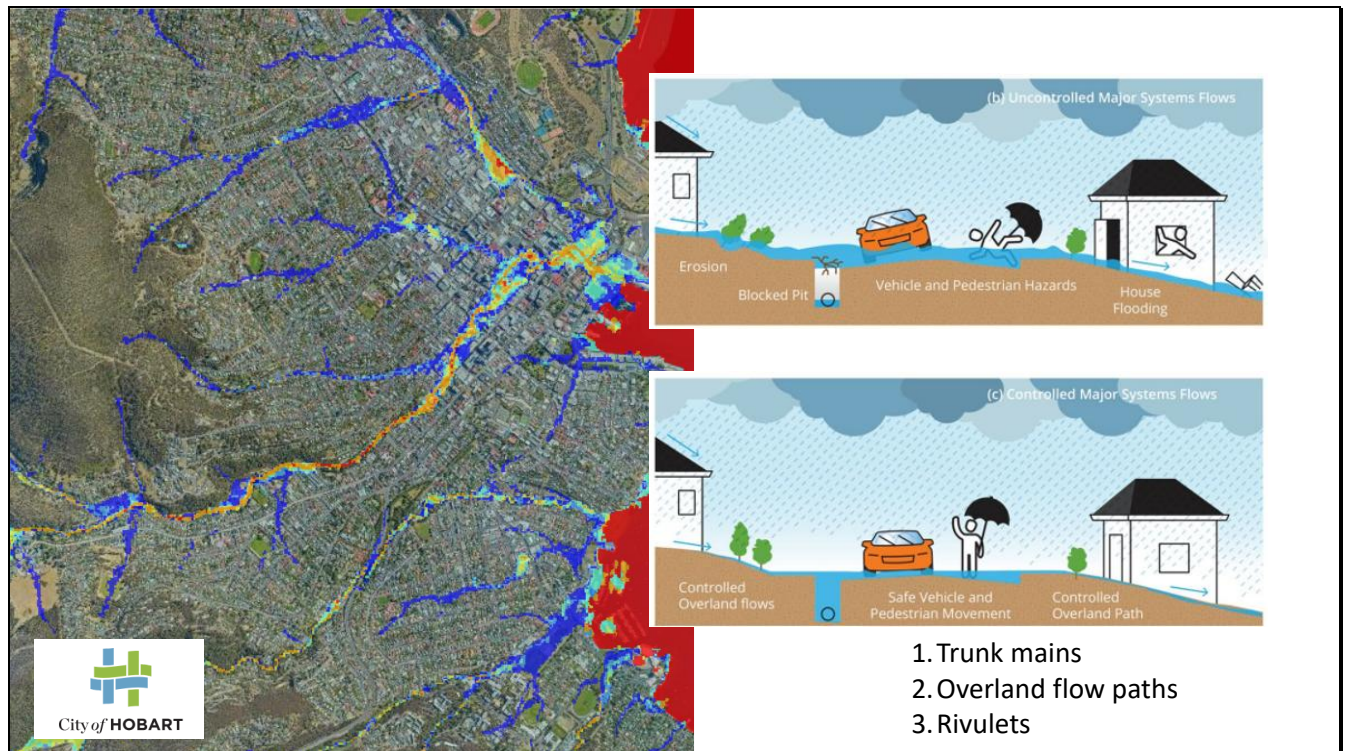 (b) Uncontrolled Major Systems Flows
Erosion
Blocked Pit
Vehicle and Pedestrian Hazards
House
Flooding
(c) Controlled Major Systems Flows
Controlled
Overland flows
Safe Vehicle and
Pedestrian Movement
Controlled
Overland Path
1. Trunk mains
2. Overland flow paths
3. Rivulets
City of HOBART